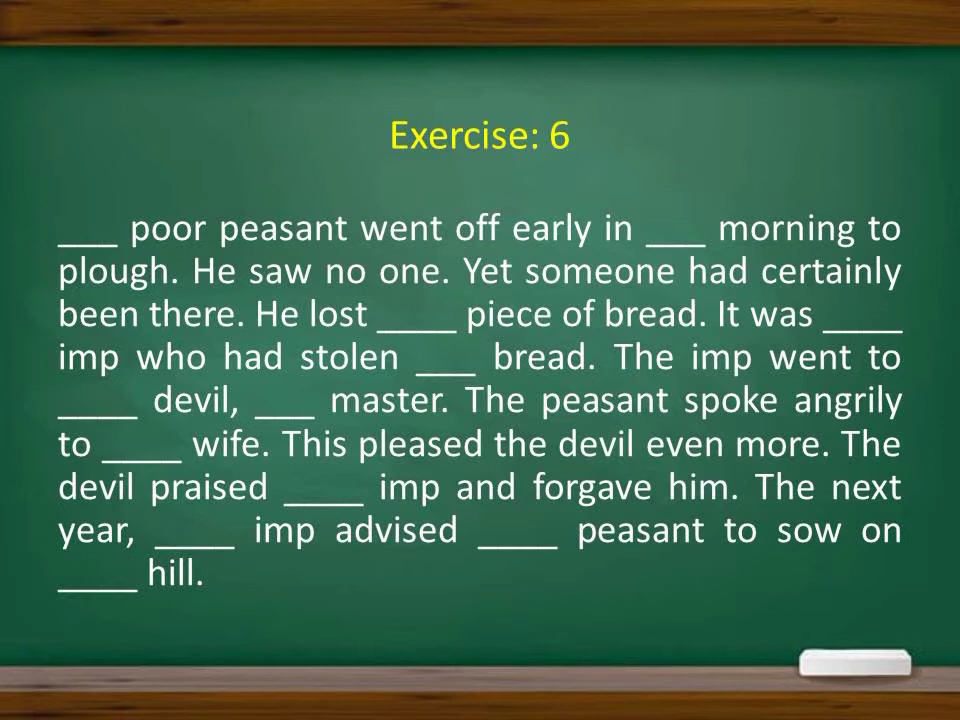 Exercise: 6
___ poor peasant went off early in ___ morning to
plough. He saw no one. Yet someone had certainly
been there. He lost ____ piece of bread. It was ____
imp who had stolen ___ bread. The imp went to
____ devil, ___ master. The peasant spoke angrily
to ____ wife. This pleased the devil even more. The
devil praised ____ imp and forgave him. The next
year, ____ imp advised ____ peasant to sow on
____ hill.